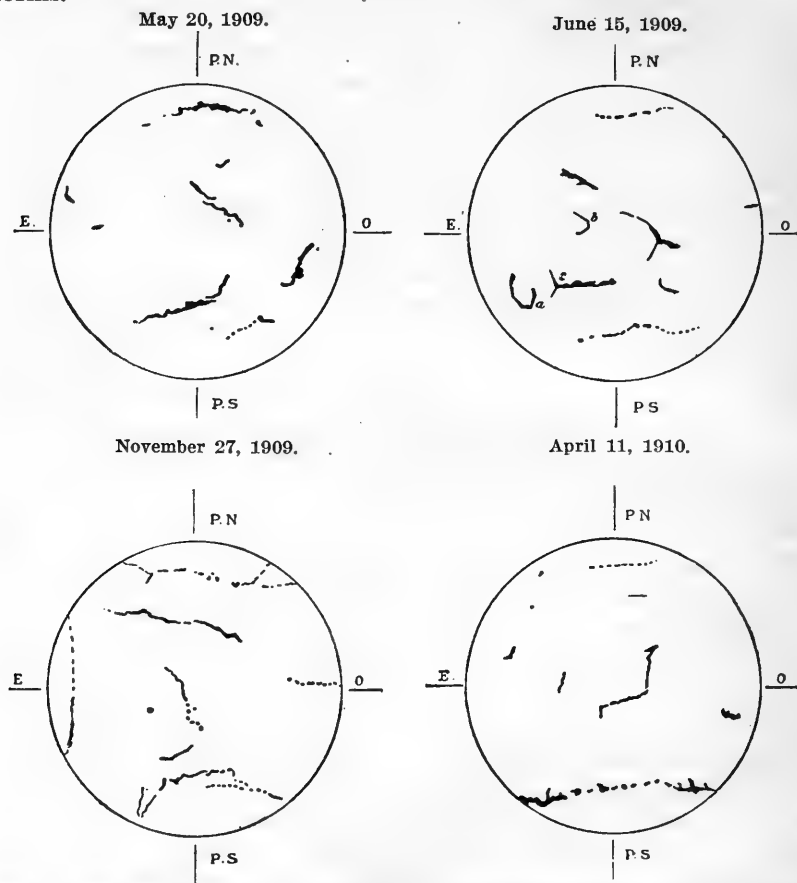 May 20, 1909.
P.N.
E.
O
P.S
June 15, 1909.
P.N
E.
O
b
c
a
P S
November 27, 1909.
P.N
E
O
P.S
April 11, 1910.
P N
E.
O
P.S